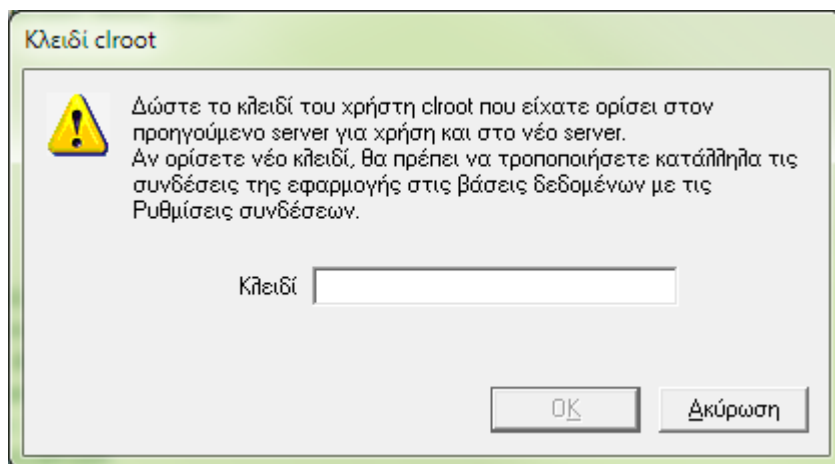 Κλειδί clroot
Δώστε το κλειδί του χρήστη clroot που είχατε ορίσει στον
προηγούμενο server για χρήση και στο νέο server.
Αν ορίσετε νέο κλειδί, θα πρέπει να τροποποιήσετε κατάλληλα τις
συνδέσεις της εφαρμογής στις βάσεις δεδομένων με τις
Ρυθμίσεις συνδέσεων.
Κλειδί
OK
Ακύρωση